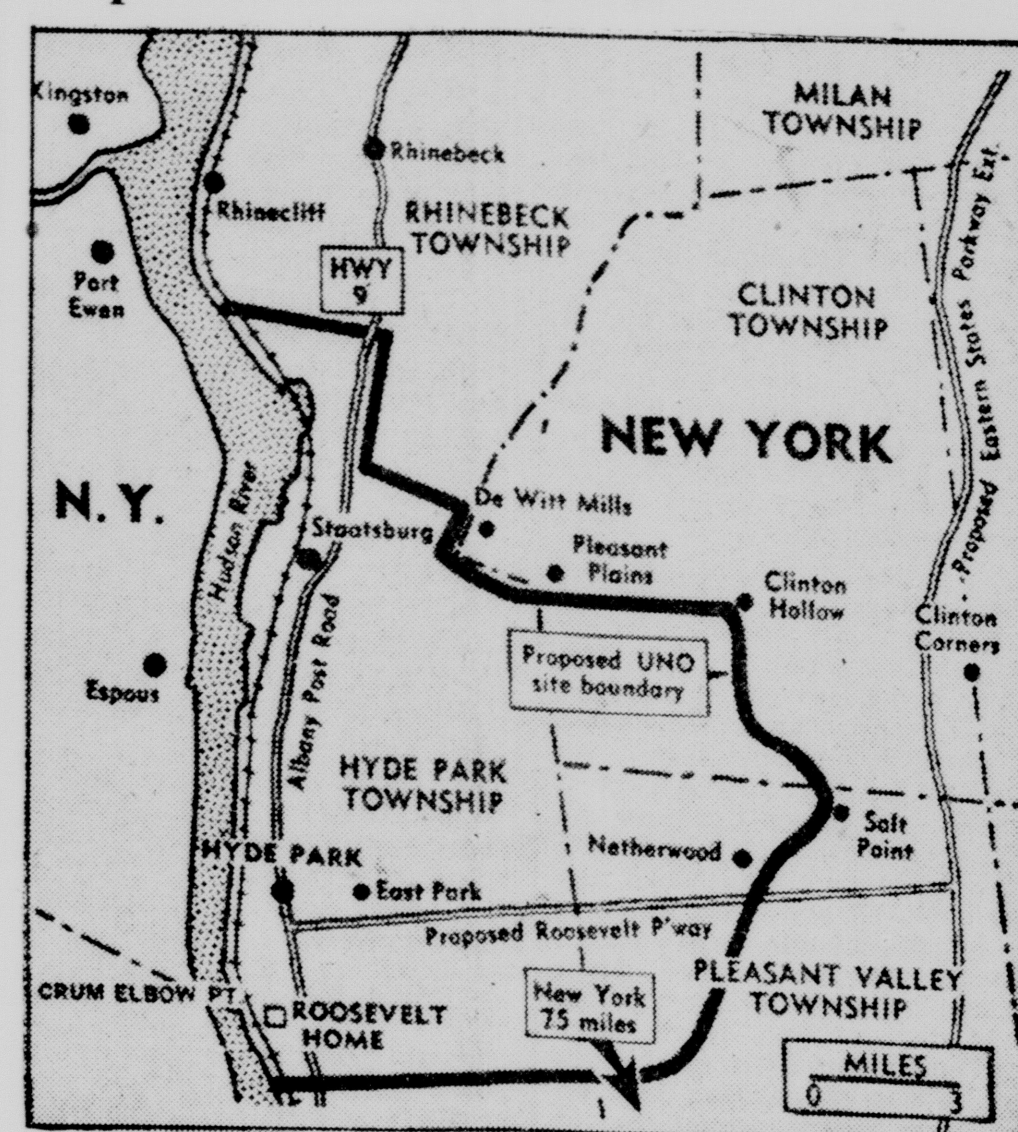 Kingston
Rhinebeck
Rhinecliff
Port
Ewen
HWY
9
RHINEBECK
TOWNSHIP
MILAN
TOWNSHIP
CLINTON
TOWNSHIP
Proposed Eastern States Parkway Ext.
NEW YORK
N. Y.
Hudson River
Staatsburg
De Witt Mills
Pleasant
Plains
Clinton
Hollow
Clinton
Corners
Proposed UNO
site boundary
Espous
Albany Post Road
HYDE PARK
TOWNSHIP
Salt
Point
Netherwood
HYDE PARK
East Park
Proposed Roosevelt P'way
CRUM ELBOW PT.
ROOSEVELT
HOME
New York
75 miles
PLEASANT VALLEY
TOWNSHIP
MILES
0 3